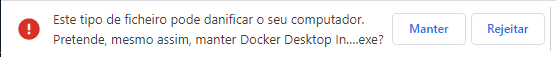 Este tipo de ficheiro pode danificar o seu computador.
Pretende, mesmo assim, manter Docker Desktop In....exe?
Manter
Rejeitar